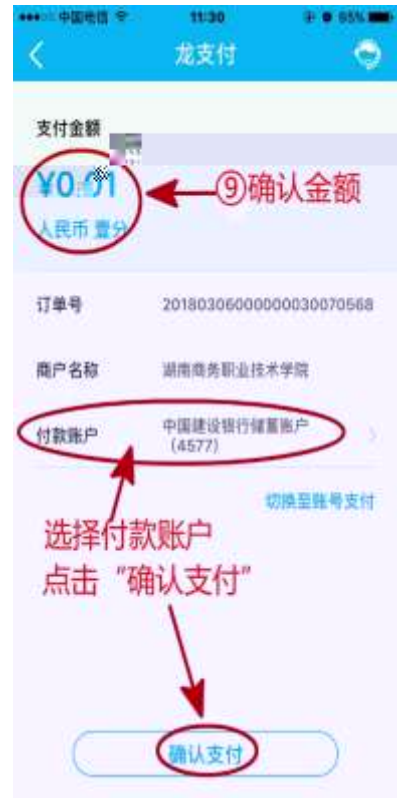 中国电信 11:30 65%
龙支付
支付金额
¥0.01
⑨确认金额
人民币 壹分
订单号 20180306000000030070568
商户名称 湖南商务职业技术学院
付款账户 中国建设银行储蓄账户
(4577)
切换至账号支付
选择付款账户
点击“确认支付”
确认支付